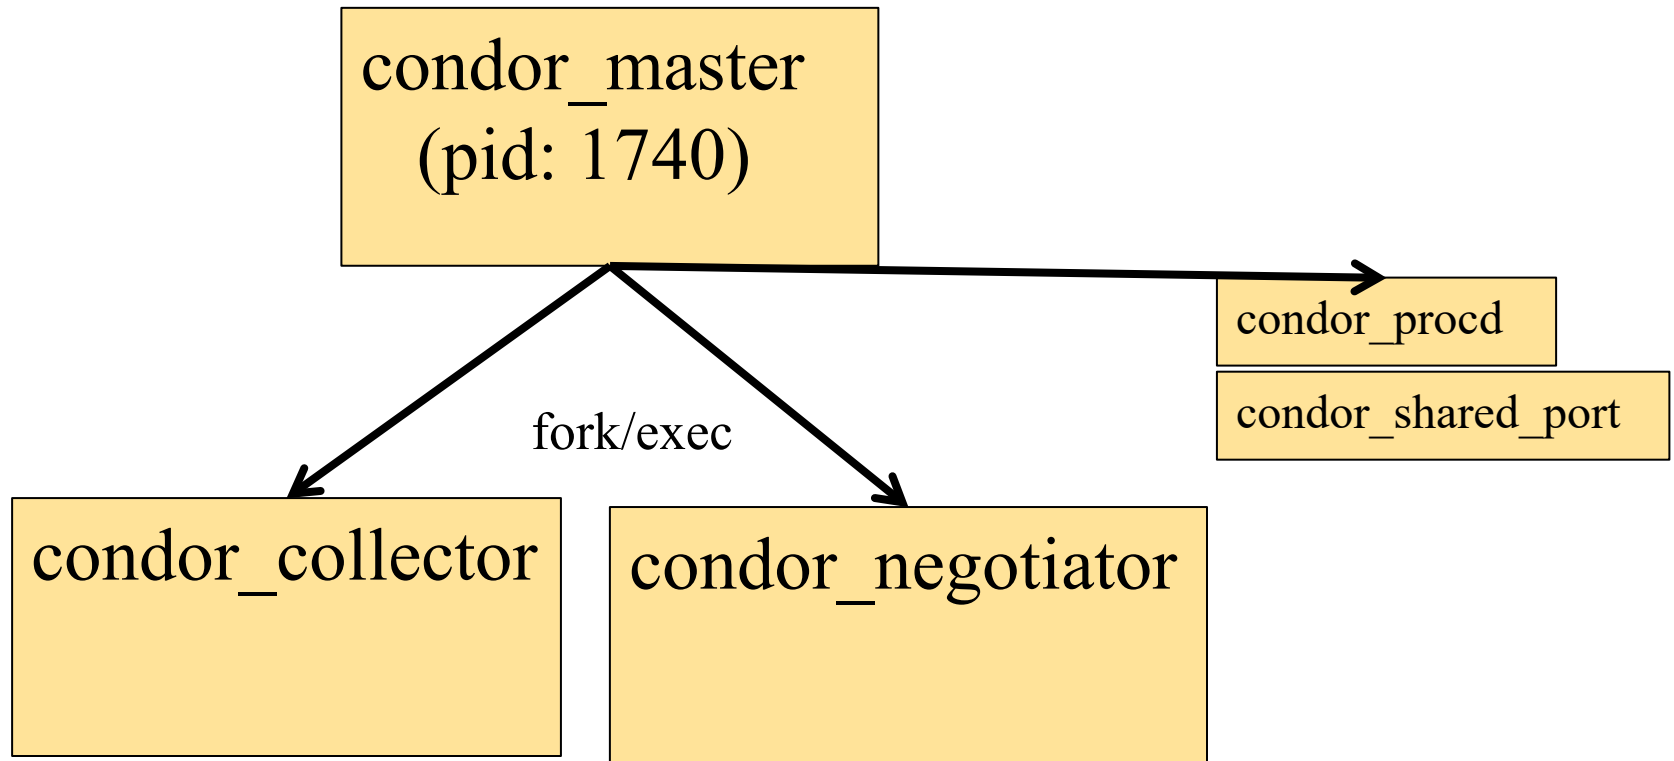 condor_master
(pid: 1740)
condor_procd
condor_shared_port
fork/exec
condor_collector
condor_negotiator